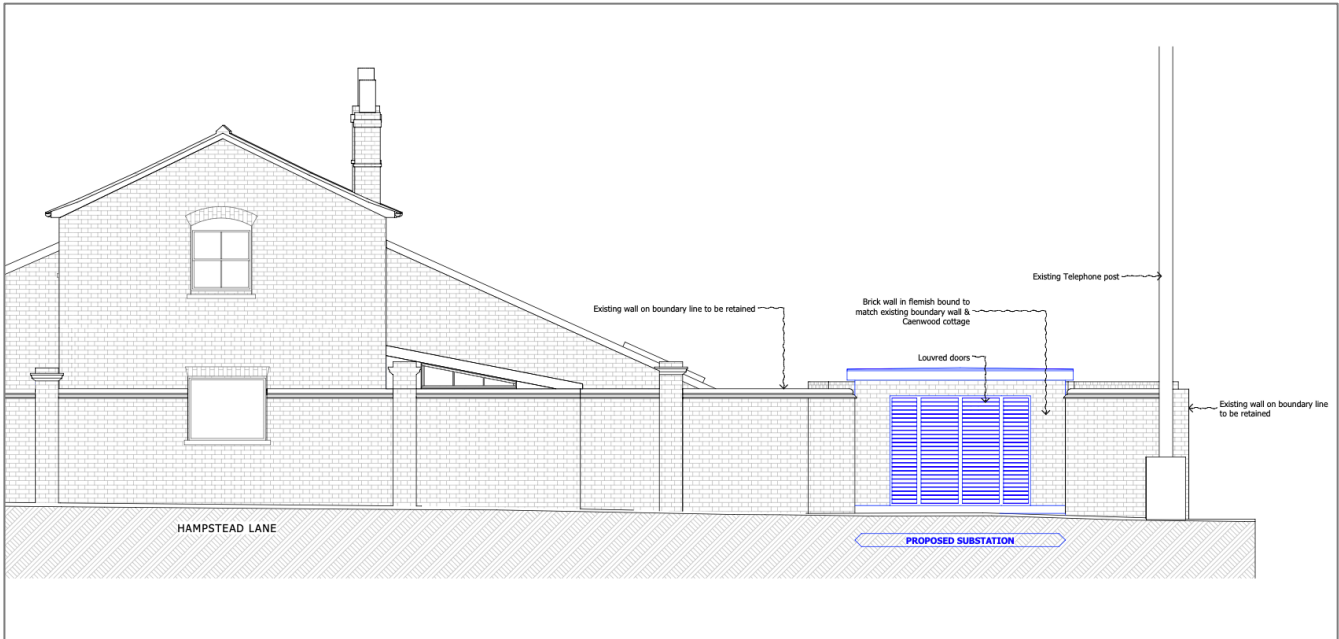 Existing Telephone post
Existing wall on boundary line to be retained
Brick wall in flemish bound to
match existing boundary wall &
Caenwood cottage
Louvred doors
Existing wall on boundary line
to be retained
HAMPSTEAD LANE
PROPOSED SUBSTATION